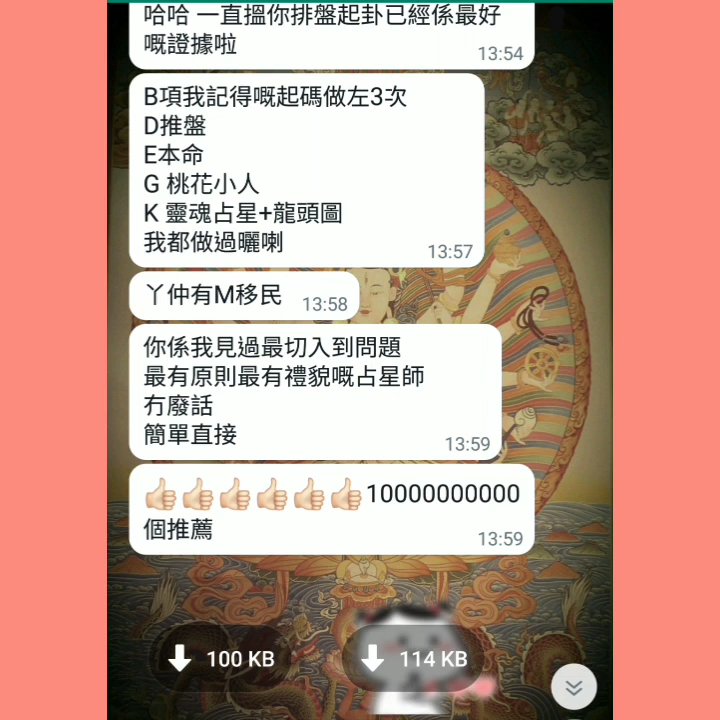 哈哈 一直搵你排盤起卦已經係最好
嘅證據啦
13:54
B項我記得嘅起碼做左3次
D推盤
E本命
G 桃花小人
K 靈魂占星+龍頭圖
我都做過曬喇
13:57
丫仲有M移民
13:58
你係我見過最切入到問題
最有原則最有禮貌嘅占星師
冇廢話
簡單直接
13:59
👍🏻👍🏻👍🏻👍🏻👍🏻👍🏻10000000000
個推薦
13:59
100 KB
114 KB